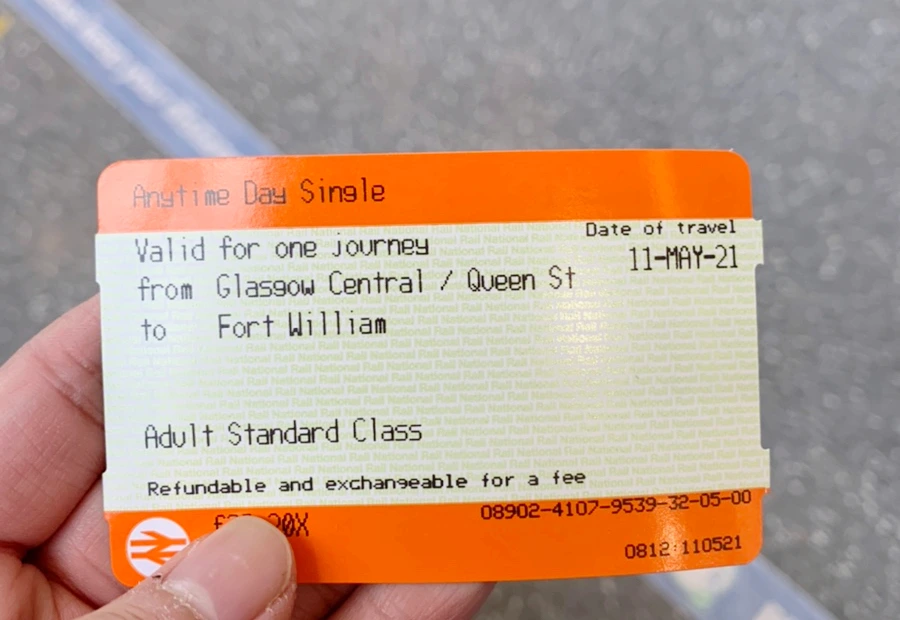 Anytime Day Single
Date of travel
Valid for one journey
11-MAY-21
from Glasgow Central / Queen St
to Fort William
Adult Standard Class
Refundable and exchangeable for a fee
08902-4107-9539-32-05-00
0812 110521